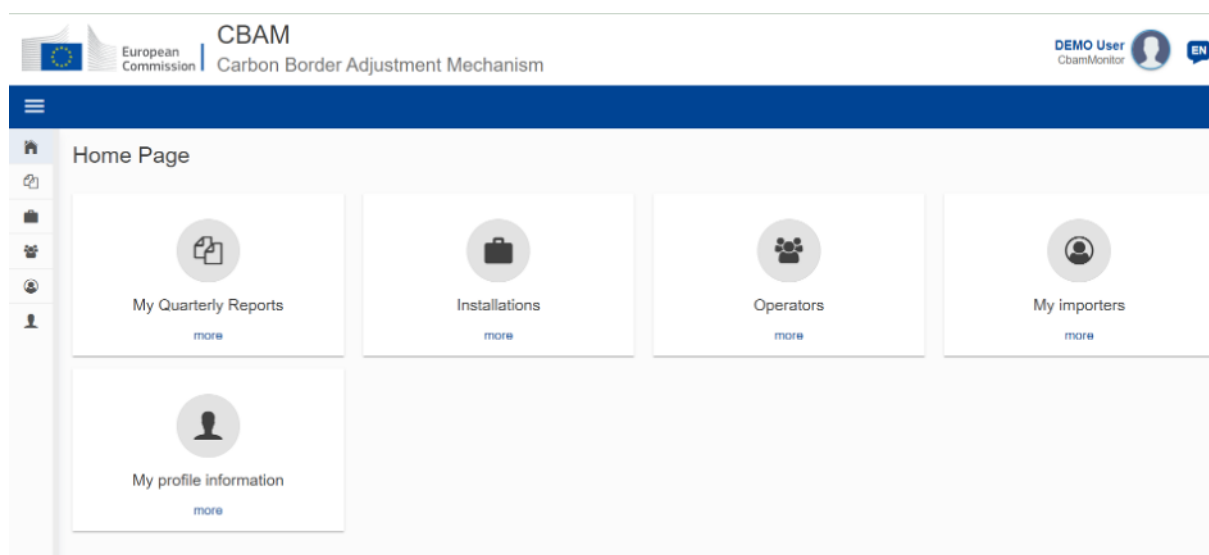 European
Commission
CBAM
Carbon Border Adjustment Mechanism
DEMO User
CbamMonitor
EN
Home Page
My Quarterly Reports
more
Installations
more
Operators
more
My importers
more
My profile information
more